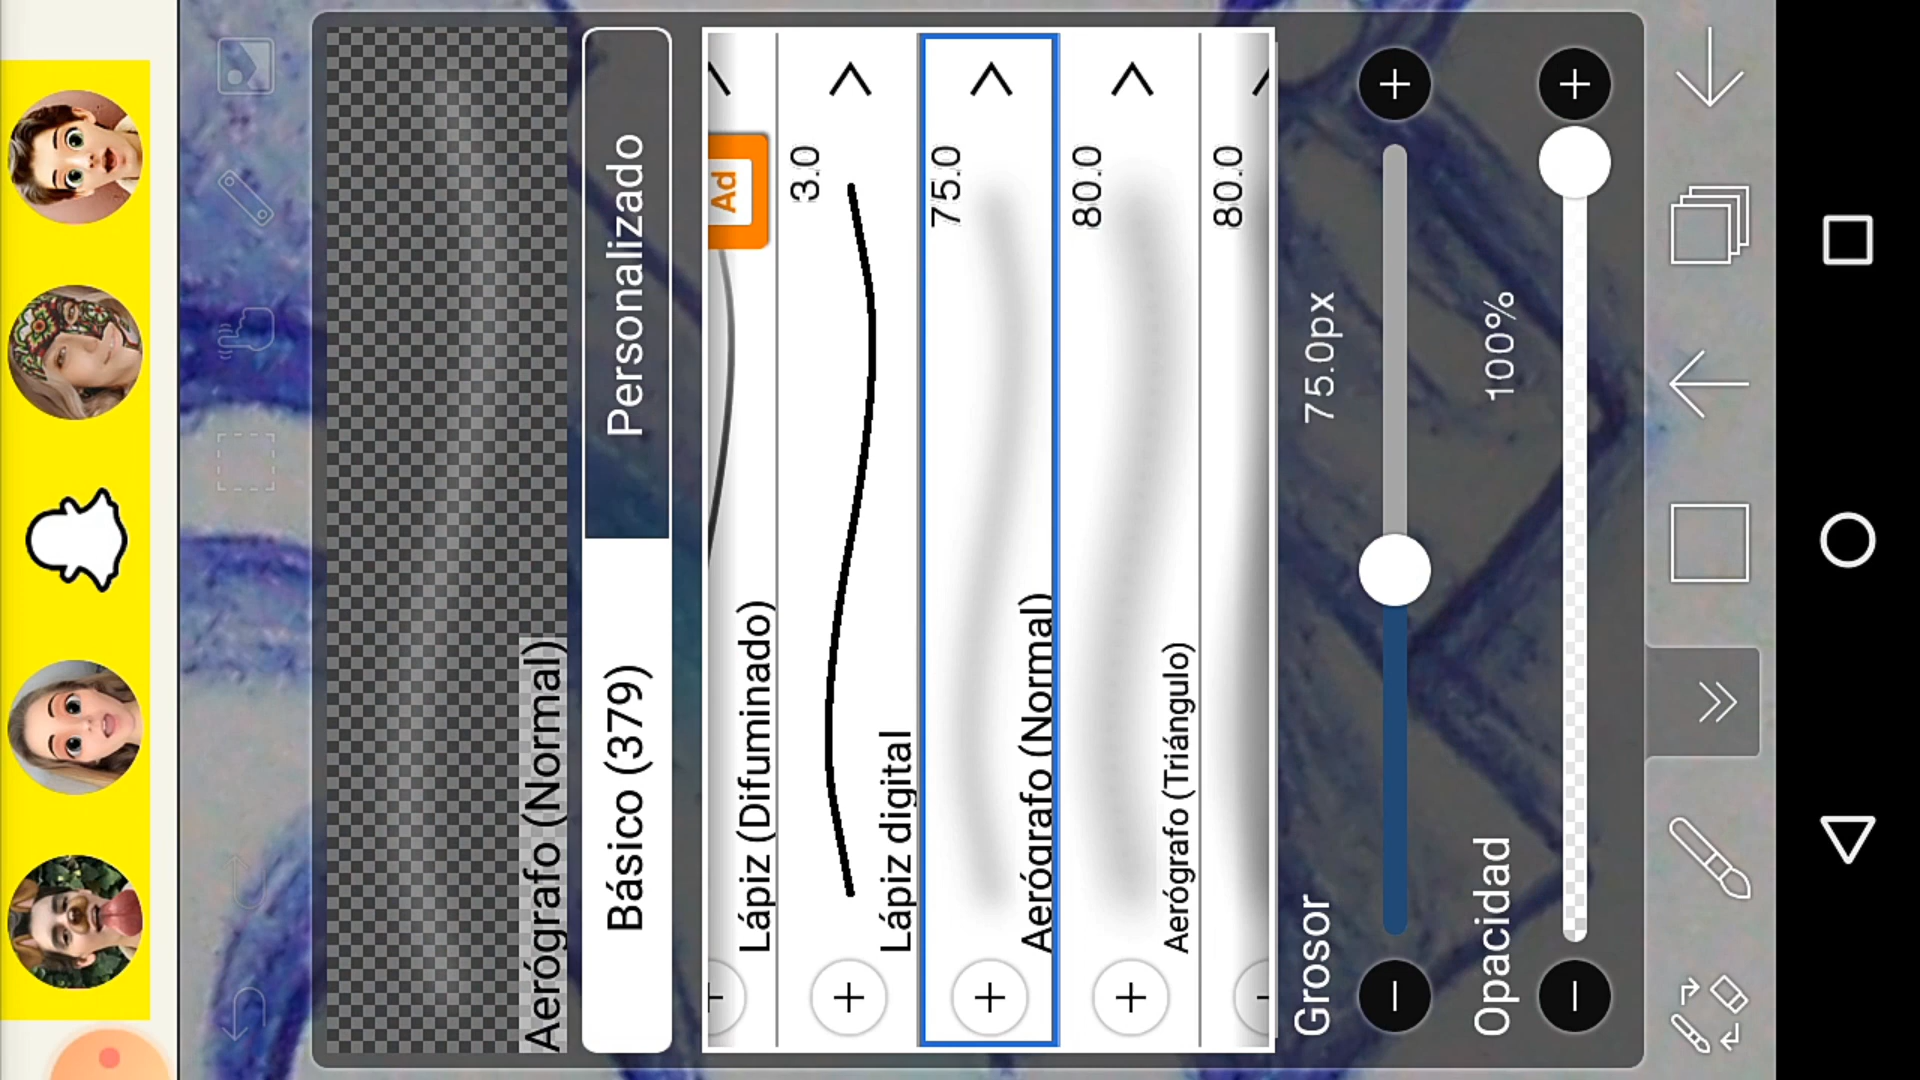 Aerógrafo (Normal)
Básico (379)
Personalizado
Ad
Lápiz (Difuminado)
3.0
Lápiz digital
75.0
Aerógrafo (Normal)
80.0
Aerógrafo (Triángulo)
80.0
Grosor
75.0px
Opacidad
100%